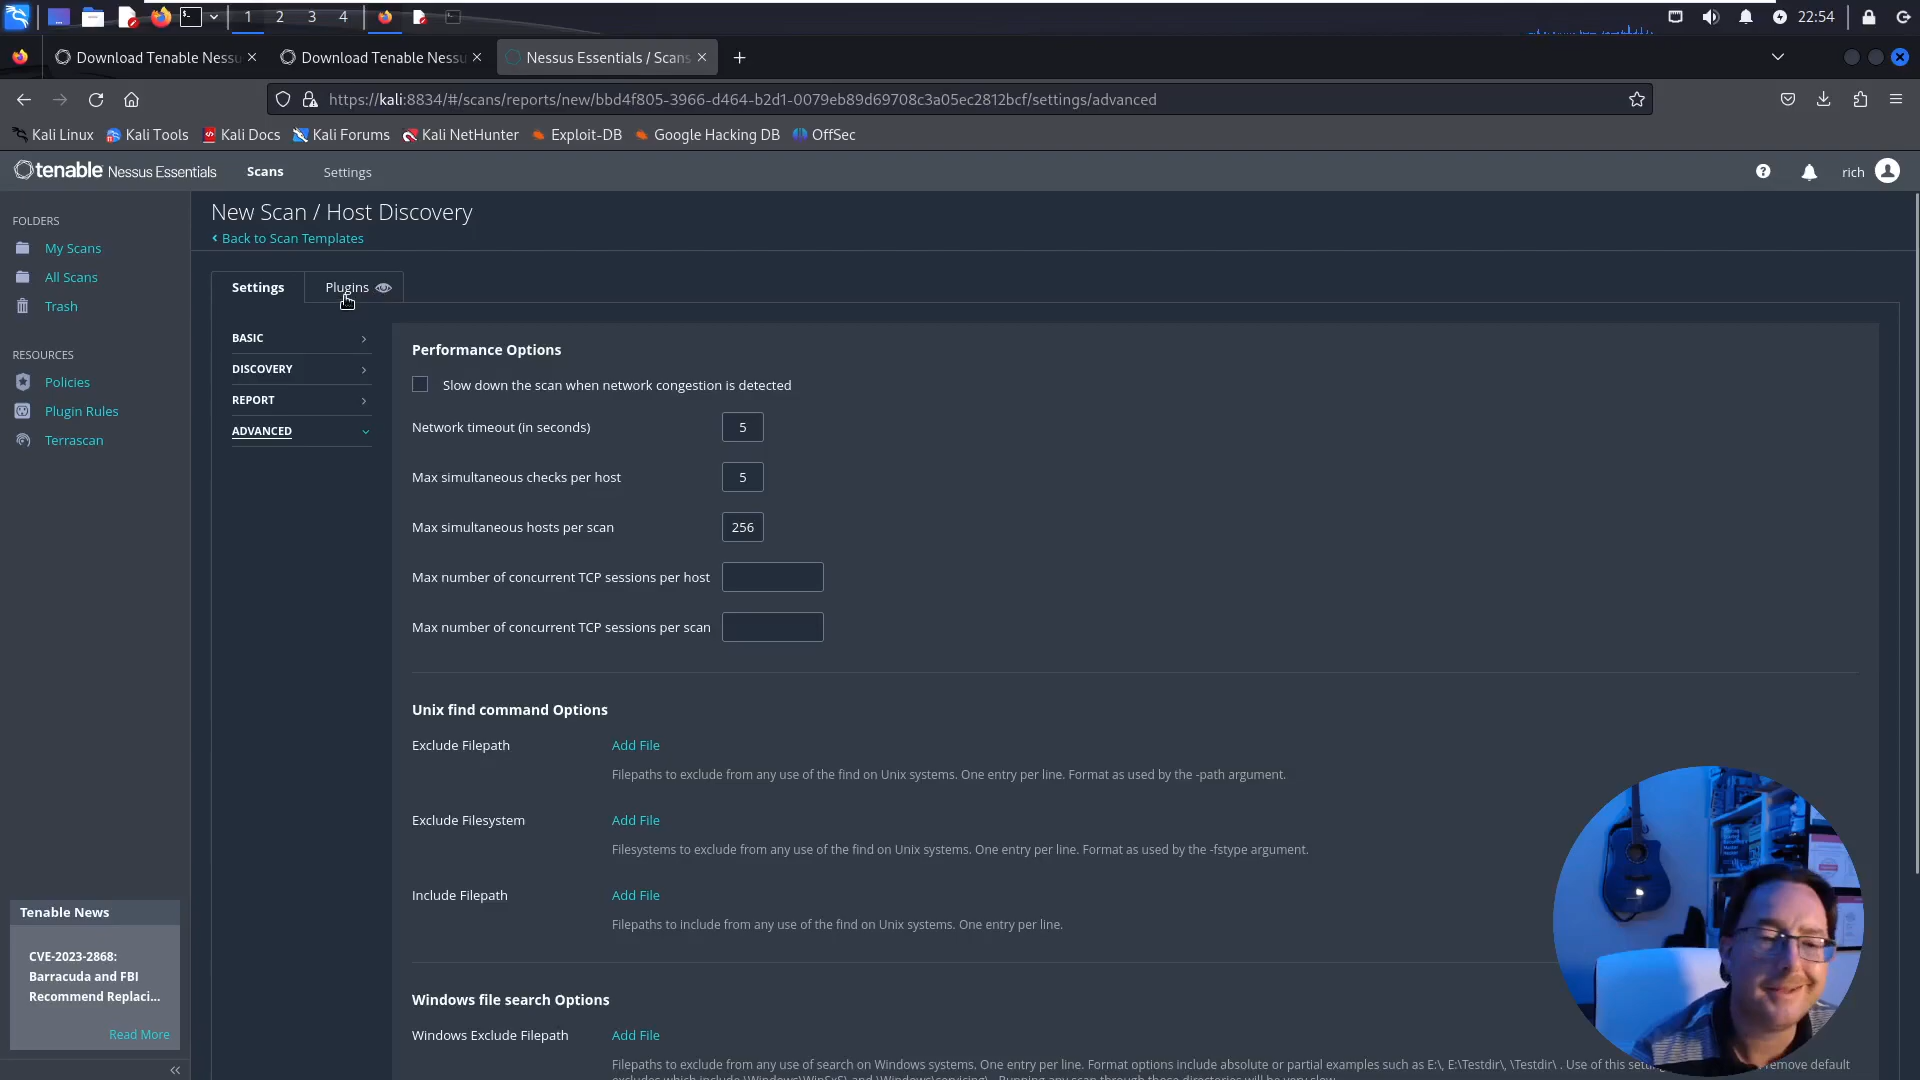 1 2 3 4 22:54
Download Tenable Nessu Download Tenable Nessu Nessus Essentials / Scans
https://kali:8834/#/scans/reports/new/bbd4f805-3966-d464-b2d1-0079eb89d69708c3a05ec2812bcf/settings/advanced
Kali Linux Kali Tools Kali Docs Kali Forums Kali NetHunter Exploit-DB Google Hacking DB OffSec
tenable Nessus Essentials Scans Settings rich
FOLDERS
My Scans
All Scans
Trash
RESOURCES
Policies
Plugin Rules
Terrascan
Tenable News
CVE-2023-2868:
Barracuda and FBI
Recommend Replaci...
Read More
New Scan / Host Discovery
Back to Scan Templates
Settings Plugins
BASIC
DISCOVERY
REPORT
ADVANCED
Performance Options
Slow down the scan when network congestion is detected
Network timeout (in seconds) 5
Max simultaneous checks per host 5
Max simultaneous hosts per scan 256
Max number of concurrent TCP sessions per host
Max number of concurrent TCP sessions per scan
Unix find command Options
Exclude Filepath Add File
Filepaths to exclude from any use of the find on Unix systems. One entry per line. Format as used by the -path argument.
Exclude Filesystem Add File
Filesystems to exclude from any use of the find on Unix systems. One entry per line. Format as used by the -fstype argument.
Include Filepath Add File
Filepaths to include from any use of the find on Unix systems. One entry per line.
Windows file search Options
Windows Exclude Filepath Add File
Filepaths to exclude from any use of search on Windows systems. One entry per line. Format options include absolute or partial examples such as E:\, E:\Testdir\, \Testdir\ . Use of this remove default